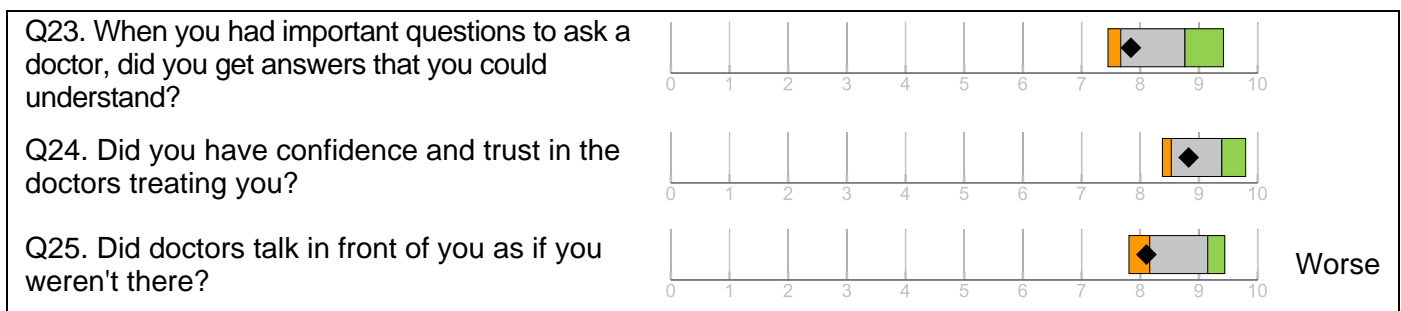 Q23. When you had important questions to ask a
doctor, did you get answers that you could
understand?
0 1 2 3 4 5 6 7 8 9 10
Q24. Did you have confidence and trust in the
doctors treating you?
0 1 2 3 4 5 6 7 8 9 10
Q25. Did doctors talk in front of you as if you
weren't there?
Worse
0 1 2 3 4 5 6 7 8 9 10